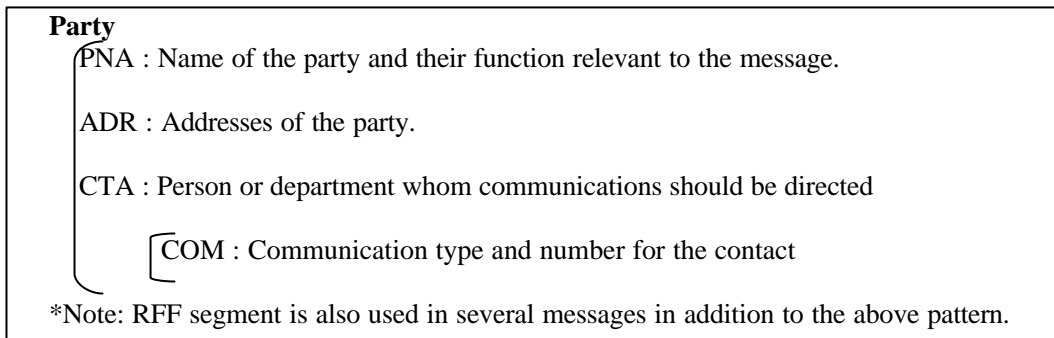 Party
PNA : Name of the party and their function relevant to the message.
ADR : Addresses of the party.
CTA : Person or department whom communications should be directed
COM : Communication type and number for the contact
*Note: RFF segment is also used in several messages in addition to the above pattern.